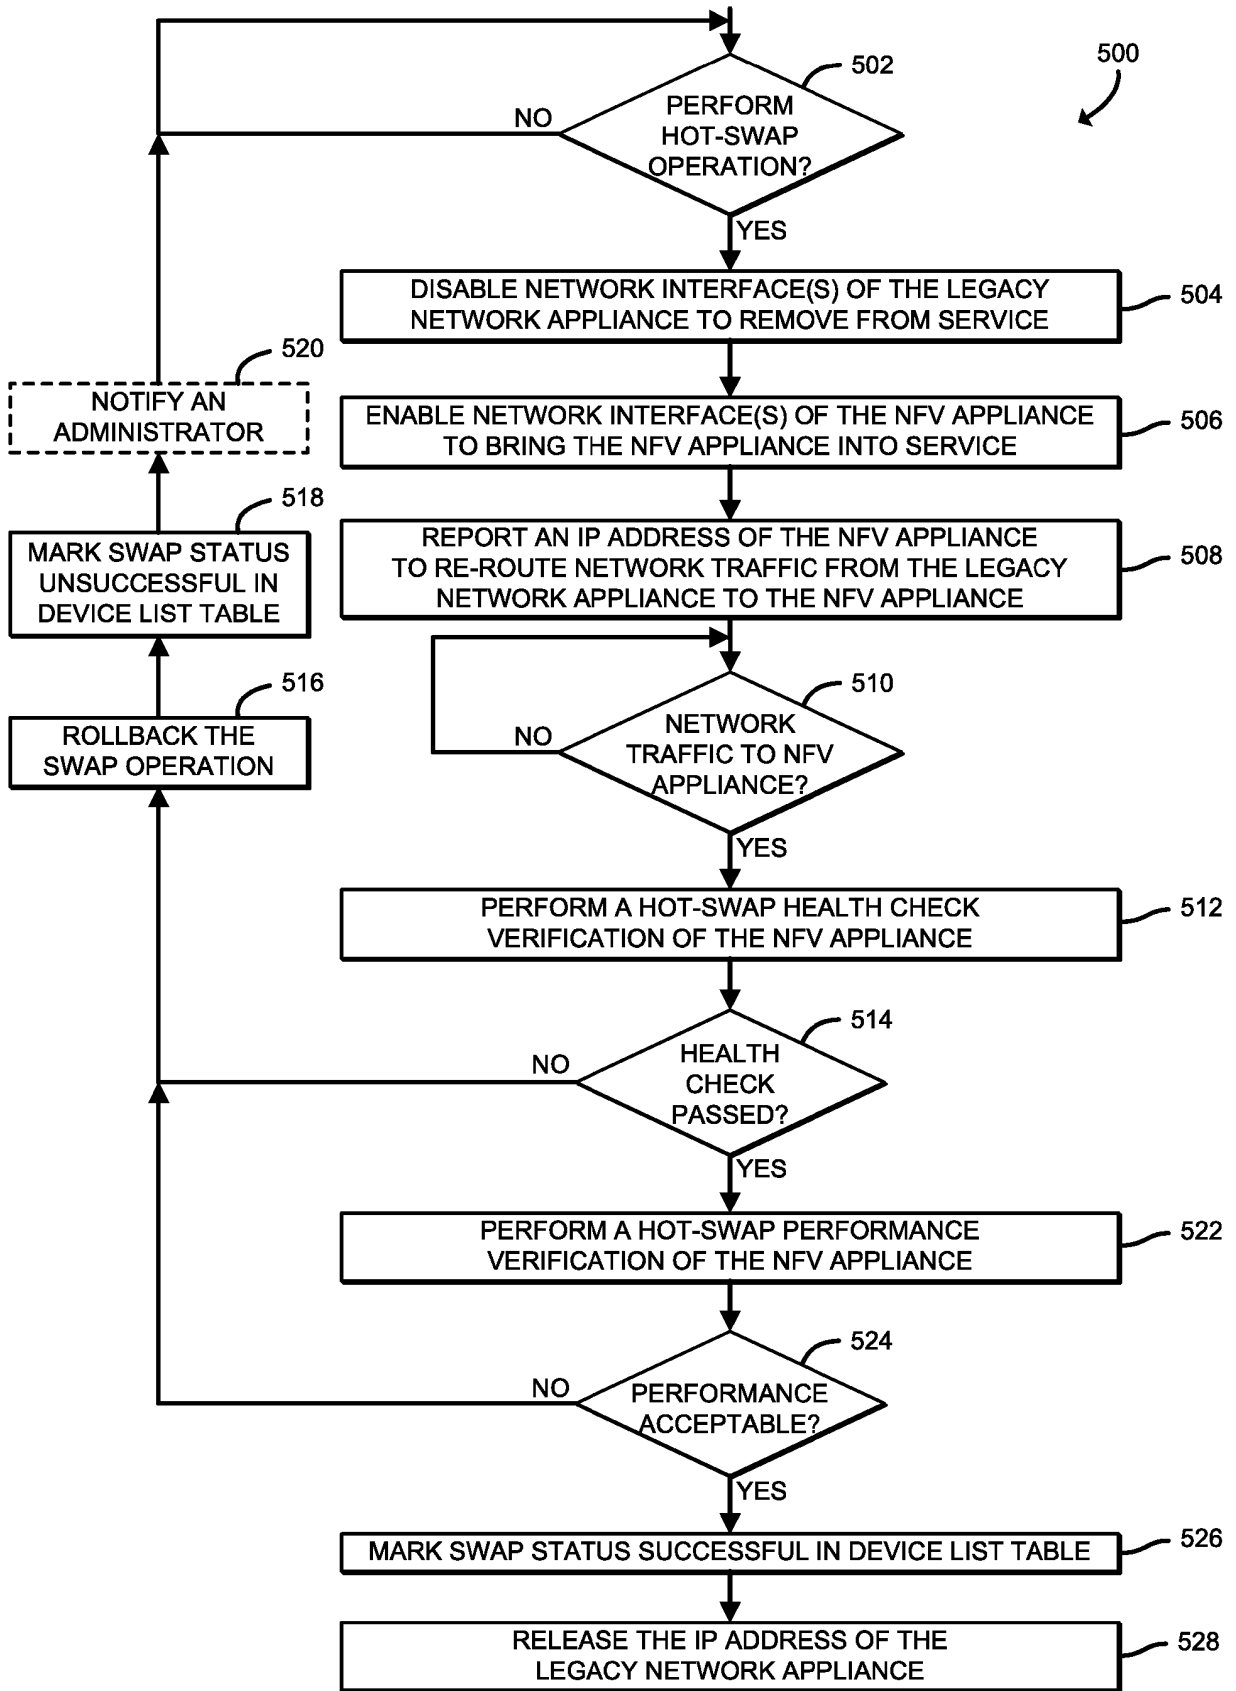 500
502
PERFORM
HOT-SWAP
OPERATION?
NO
YES
DISABLE NETWORK INTERFACE(S) OF THE LEGACY
NETWORK APPLIANCE TO REMOVE FROM SERVICE
504
ENABLE NETWORK INTERFACE(S) OF THE NFV APPLIANCE
TO BRING THE NFV APPLIANCE INTO SERVICE
506
REPORT AN IP ADDRESS OF THE NFV APPLIANCE
TO RE-ROUTE NETWORK TRAFFIC FROM THE LEGACY
NETWORK APPLIANCE TO THE NFV APPLIANCE
508
510
NETWORK
TRAFFIC TO NFV
APPLIANCE?
NO
YES
PERFORM A HOT-SWAP HEALTH CHECK
VERIFICATION OF THE NFV APPLIANCE
512
514
HEALTH
CHECK
PASSED?
NO
YES
520
NOTIFY AN
ADMINISTRATOR
518
MARK SWAP STATUS
UNSUCCESSFUL IN
DEVICE LIST TABLE
516
ROLLBACK THE
SWAP OPERATION
PERFORM A HOT-SWAP PERFORMANCE
VERIFICATION OF THE NFV APPLIANCE
522
524
PERFORMANCE
ACCEPTABLE?
NO
YES
MARK SWAP STATUS SUCCESSFUL IN DEVICE LIST TABLE
526
RELEASE THE IP ADDRESS OF THE
LEGACY NETWORK APPLIANCE
528